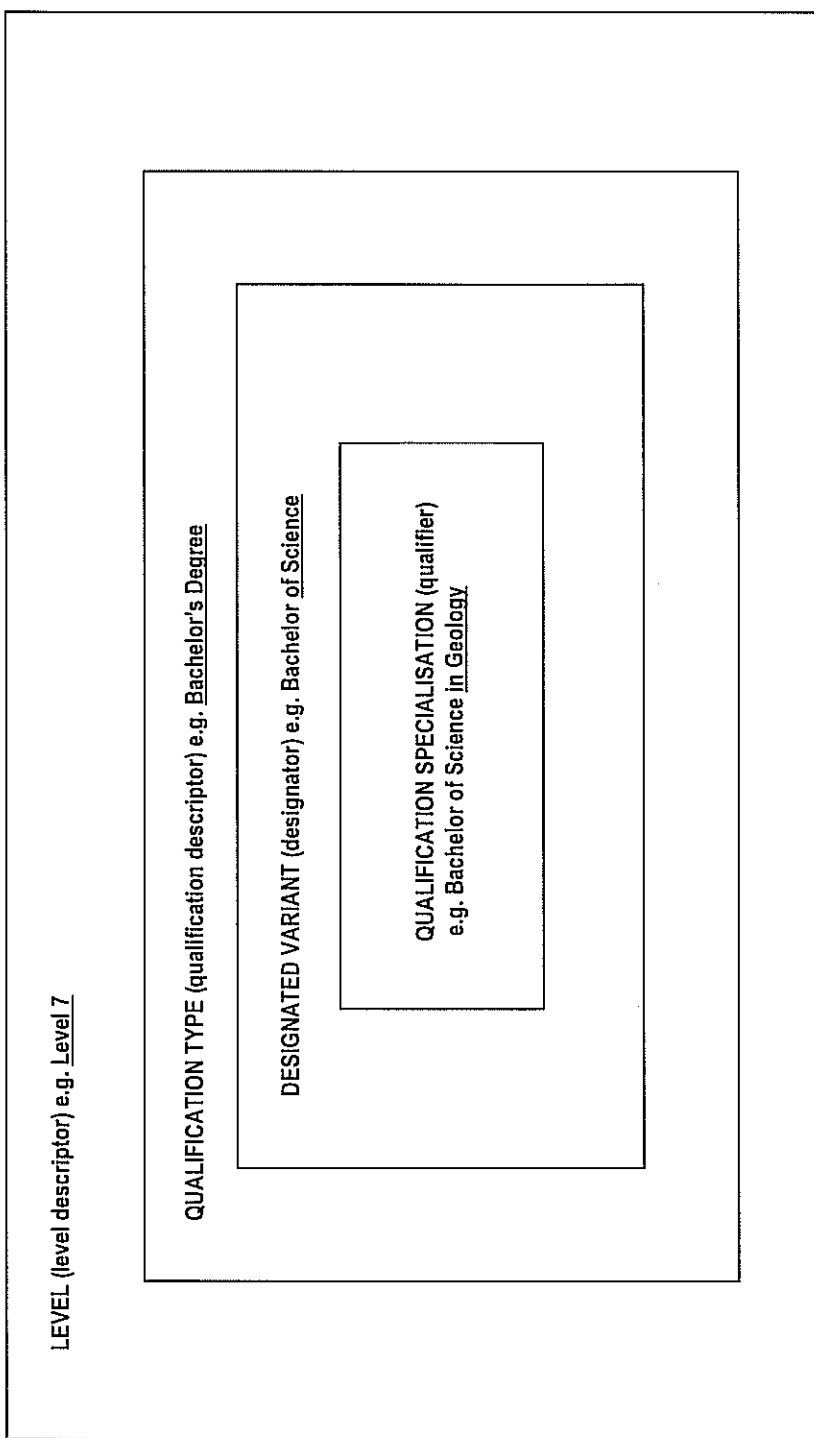 LEVEL (level descriptor) e.g. Level 7
QUALIFICATION TYPE (qualification descriptor) e.g. Bachelor's Degree
DESIGNATED VARIANT (designator) e.g. Bachelor of Science
QUALIFICATION SPECIALISATION (qualifier)
e.g. Bachelor of Science in Geology